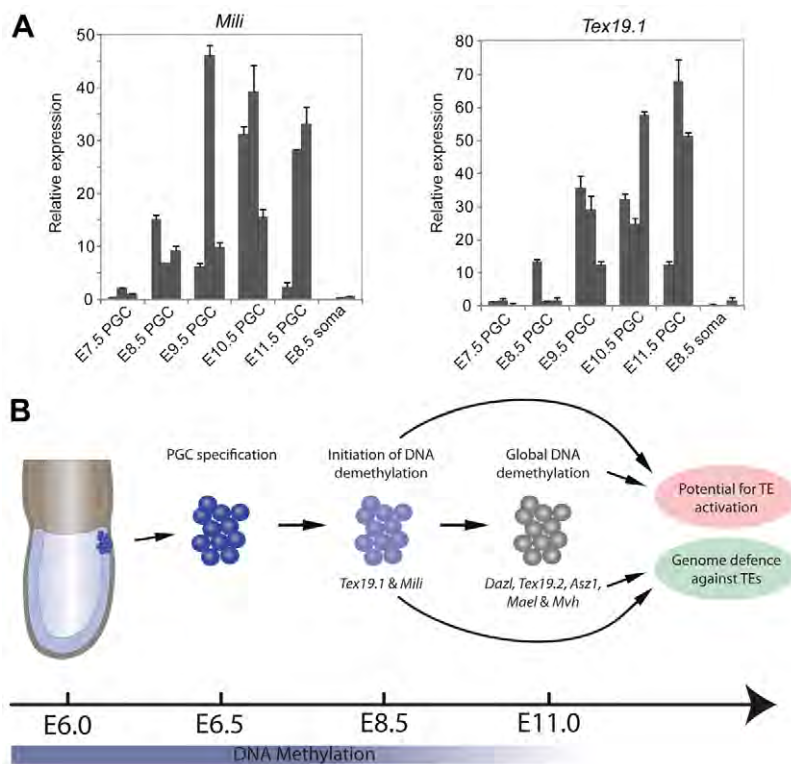 A
Mili
Relative expression
50
40
30
20
10
0
E7.5 PGC
E8.5 PGC
E9.5 PGC
E10.5 PGC
E11.5 PGC
E8.5 soma
Tex19.1
Relative expression
80
70
60
50
40
30
20
10
0
E7.5 PGC
E8.5 PGC
E9.5 PGC
E10.5 PGC
E11.5 PGC
E8.5 soma
B
PGC specification
Initiation of DNA
demethylation
Global DNA
demethylation
Potential for TE
activation
Genome defence
against TEs
Tex19.1 & Mili
Dazl, Tex19.2, Asz1,
Mael & Mvh
E6.0
E6.5
E8.5
E11.0
DNA Methylation